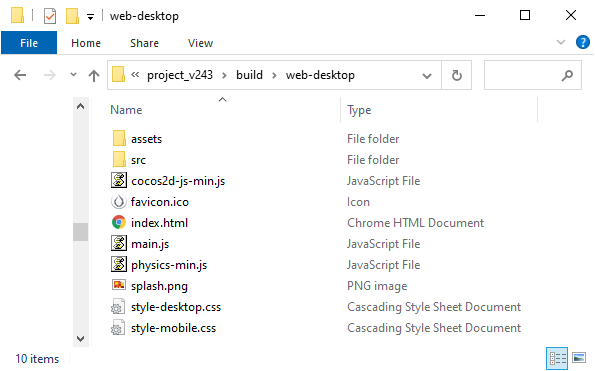 web-desktop
File Home Share View
project_v243 build web-desktop
Name Type
assets File folder
src File folder
cocos2d-js-min.js JavaScript File
favicon.ico Icon
index.html Chrome HTML Document
main.js JavaScript File
physics-min.js JavaScript File
splash.png PNG image
style-desktop.css Cascading Style Sheet Document
style-mobile.css Cascading Style Sheet Document
10 items